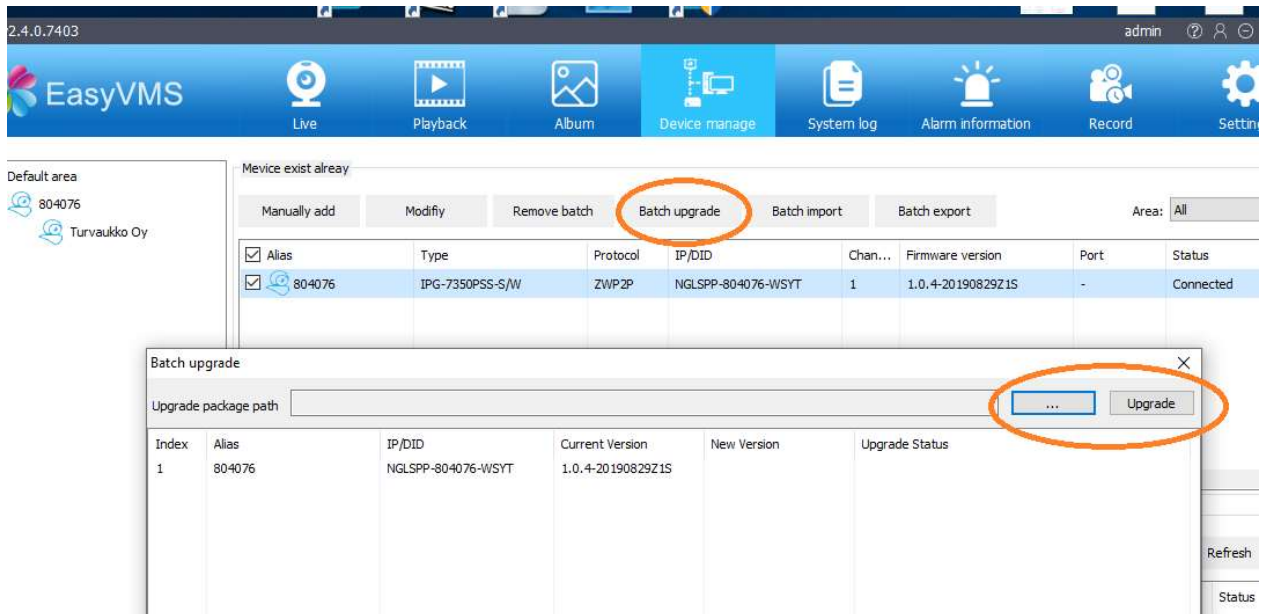 2.4.0.7403 admin
EasyVMS
Live Playback Album Device manage System log Alarm information Record
Default area
804076
Turvaukko Oy
Mevice exist alreay
Manually add Modifiy Remove batch Batch upgrade Batch import Batch export Area: All
Alias Type Protocol IP/DID Chan... Firmware version Port Status
804076 IPG-7350PSS-S/W ZWP2P NGLSPP-804076-WSYT 1 1.0.4-20190829Z1S - Connected
Batch upgrade
Upgrade package path ... Upgrade
Index Alias IP/DID Current Version New Version Upgrade Status
1 804076 NGLSPP-804076-WSYT 1.0.4-20190829Z1S
Refresh
Status